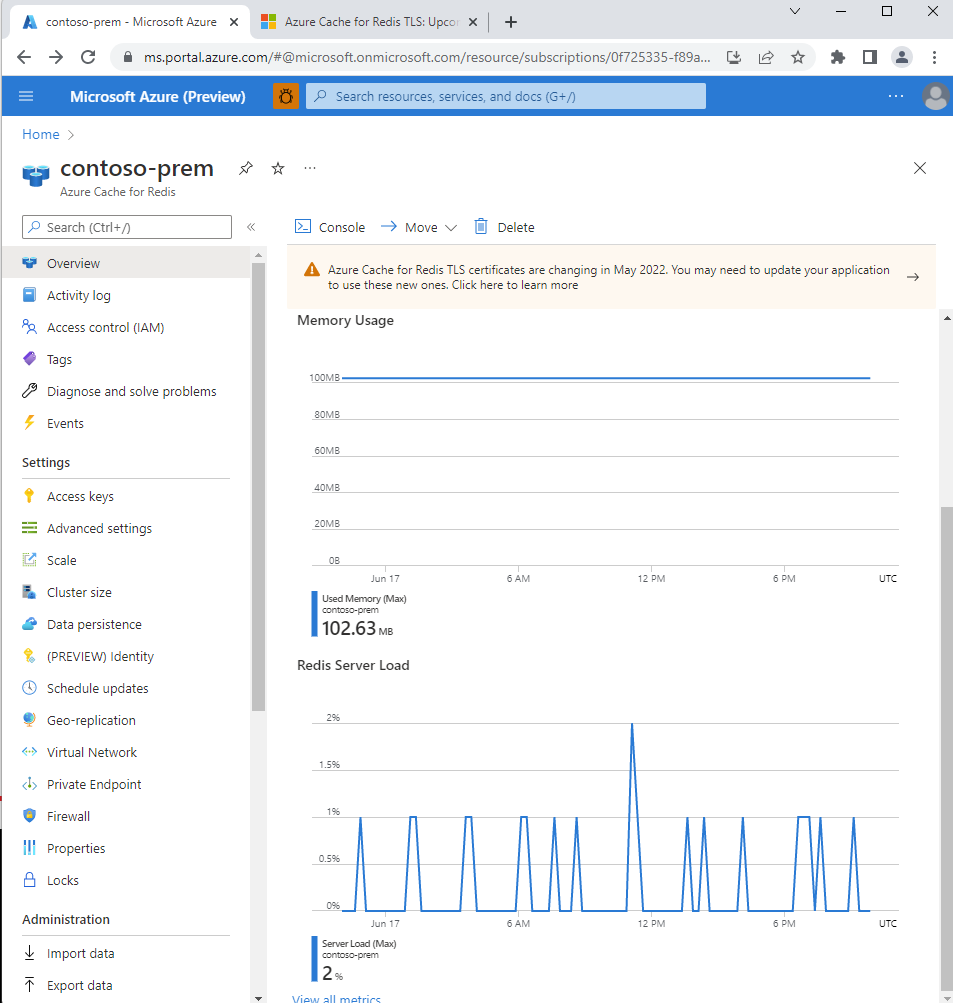 contoso-prem - Microsoft Azure
Azure Cache for Redis TLS: Upco
ms.portal.azure.com/#@microsoft.onmicrosoft.com/resource/subscriptions/0f725335-f89a...
Microsoft Azure (Preview)
Search resources, services, and docs (G+/)
Home
contoso-prem
Azure Cache for Redis
Search (Ctrl+/)
Overview
Activity log
Access control (IAM)
Tags
Diagnose and solve problems
Events
Settings
Access keys
Advanced settings
Scale
Cluster size
Data persistence
(PREVIEW) Identity
Schedule updates
Geo-replication
Virtual Network
Private Endpoint
Firewall
Properties
Locks
Administration
Import data
Export data
Console
Move
Delete
Azure Cache for Redis TLS certificates are changing in May 2022. You may need to update your application
to use these new ones. Click here to learn more
Memory Usage
100MB
80MB
60MB
40MB
20MB
0B
Jun 17
6 AM
12 PM
6 PM
UTC
Used Memory (Max)
contoso-prem
102.63 MB
Redis Server Load
2%
1.5%
1%
0.5%
0%
Jun 17
6 AM
12 PM
6 PM
UTC
Server Load (Max)
contoso-prem
2 %
View all metrics